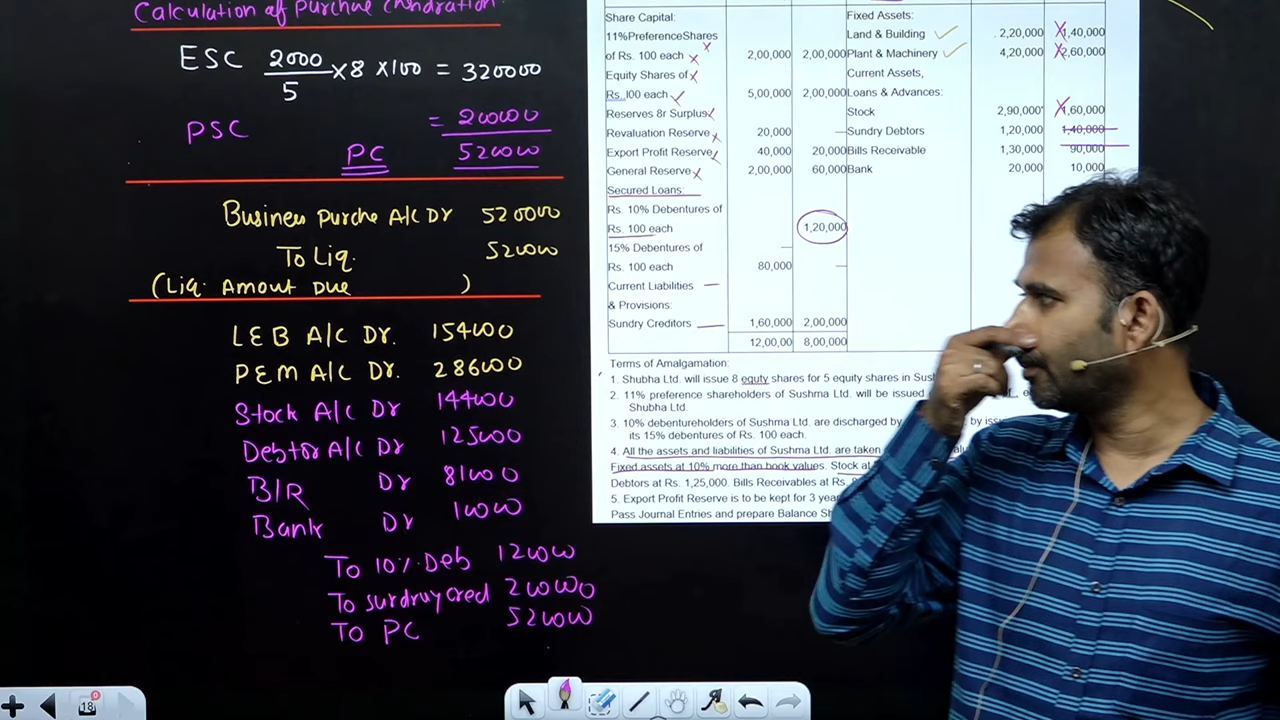 Calculation of Purchase Consideration
ESC 2000/5 ×8 ×100 = 320000
PSC = 200000
PC 520000
Business Purche A/C Dr 520000
To Liq. 520000
(Liq. Amout Due )
L&B A/C Dr. 154000
P&M A/C Dr. 286000
Stock A/C Dr 144000
Debtor A/C Dr 125000
B/R Dr 81000
Bank Dr 10000
To 10% Deb 120000
To surdruy cred 200000
To PC 520000
Share Capital: Fixed Assets:
11%PreferenceShares Land & Building 2,20,000 1,40,000
of Rs. 100 each 2,00,000 2,00,000 Plant & Machinery 4,20,000 2,60,000
Equity Shares of Current Assets,
Rs..100 each 5,00,000 2,00,000 Loans & Advances:
Reserves 8r Surplus Stock 2,90,000 1,60,000
Revaluation Reserve 20,000 — Sundry Debtors 1,20,000 1,40,000
Export Profit Reserve 40,000 20,000 Bills Receivable 1,30,000 90,000
General Reserve 2,00,000 60,000 Bank 20,000 10,000
Secured Loans:
Rs. 10% Debentures of
Rs. 100 each — 1,20,000
15% Debentures of
Rs. 100 each 80,000 —
Current Liabilities
& Provisions:
Sundry Creditors 1,60,000 2,00,000
12,00,00 8,00,000
Terms of Amalgamation:
1. Shubha Ltd. will issue 8 equty shares for 5 equity shares in
2. 11% preference shareholders of Sushma Ltd. will be issued
Shubha Ltd.
3. 10% debentureholders of Sushma Ltd. are discharged by by
its 15% debentures of Rs. 100 each.
4. All the assets and liabilities of Sushma Ltd. are taken
Fixed assets at 10% more than book values. Stock at
Debtors at Rs. 1,25,000. Bills Receivables at Rs.
5. Export Profit Reserve is to be kept for 3
Pass Journal Entries and prepare Balance
18
0